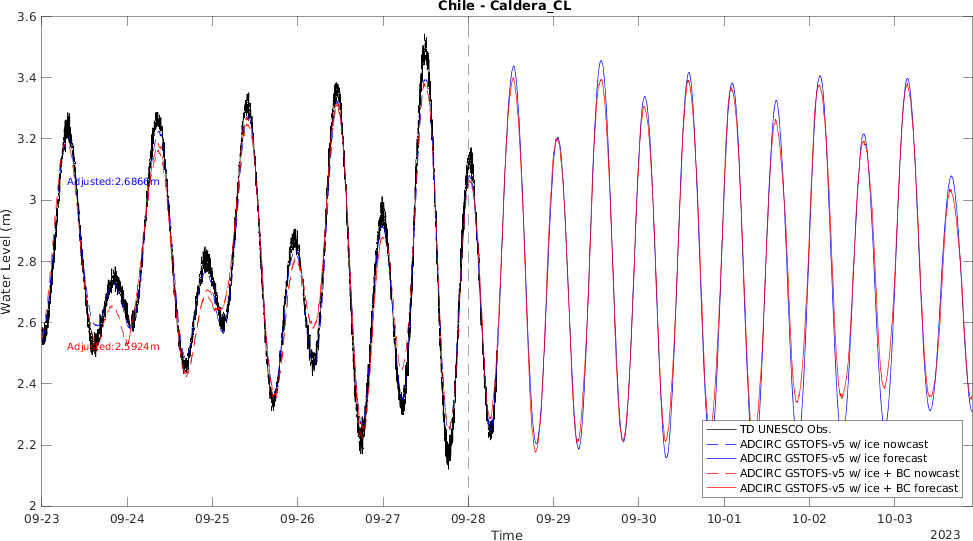 Chile - Caldera_CL
3.6
3.4
3.2
3
2.8
2.6
2.4
2.2
2
Water Level (m)
Adjusted:2.6866m
Adjusted:2.5924m
TD UNESCO Obs.
ADCIRC GSTOFS-v5 w/ ice nowcast
ADCIRC GSTOFS-v5 w/ ice forecast
ADCIRC GSTOFS-v5 w/ ice + BC nowcast
ADCIRC GSTOFS-v5 w/ ice + BC forecast
09-23 09-24 09-25 09-26 09-27 09-28 09-29 09-30 10-01 10-02 10-03
Time
2023